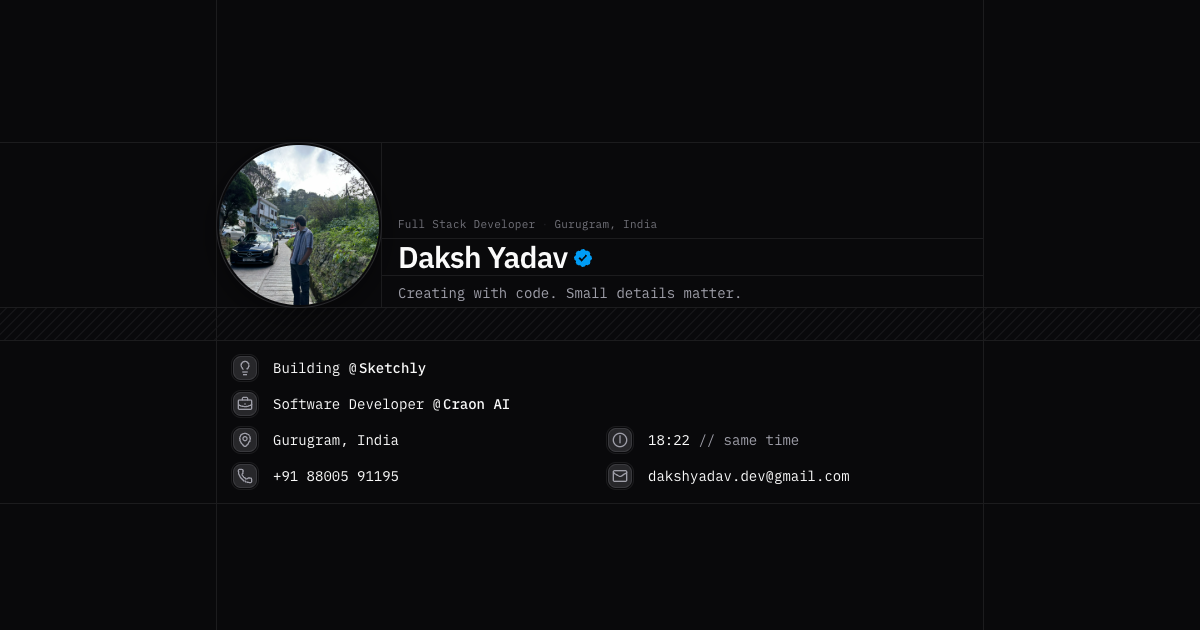 Full Stack Developer · Gurugram, India
Daksh Yadav
Creating with code. Small details matter.
Building @Sketchly
Software Developer @Craon AI
Gurugram, India
18:22 // same time
+91 88005 91195
dakshyadav.dev@gmail.com